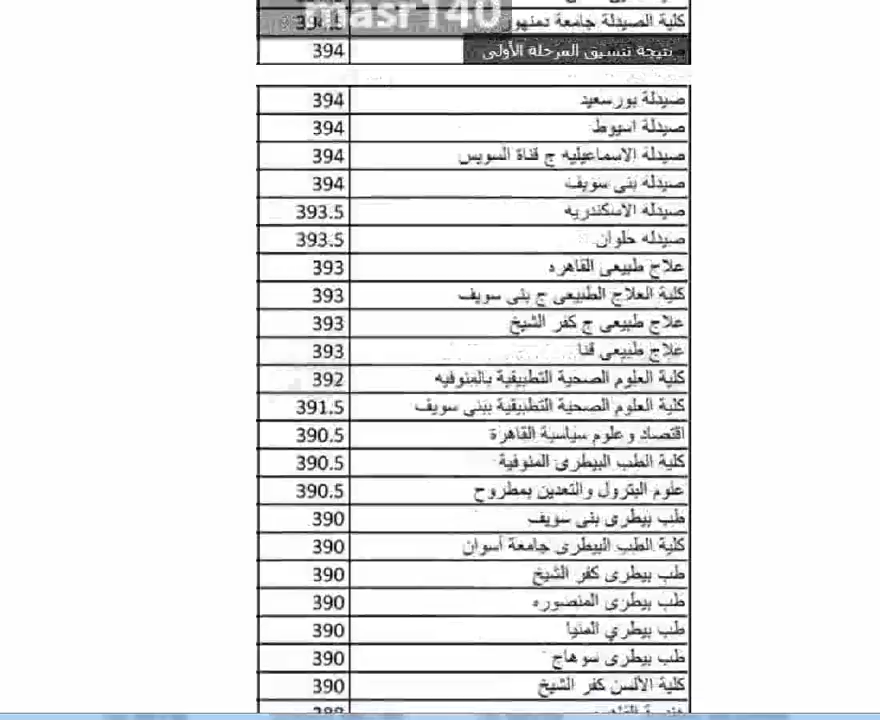 masr140
كلية الصيدلة جامعة دمنهور 394.5
نتيجة تنسيق المرحلة الأولى 394
صيدلة بورسعيد 394
صيدلة اسيوط 394
صيدلة الاسماعيليه ج قناة السويس 394
صيدلة بنى سويف 394
صيدلة الاسكندريه 393.5
صيدله حلوان 393.5
علاج طبيعى القاهره 393
كلية العلاج الطبيعى ج بنى سويف 393
علاج طبيعى ج كفر الشيخ 393
علاج طبيعى قنا 393
كلية العلوم الصحية التطبيقية بالمنوفيه 392
كلية العلوم الصحية التطبيقية ببنى سويف 391.5
اقتصاد وعلوم سياسية القاهرة 390.5
كلية الطب البيطرى المنوفية 390.5
علوم البترول والتعدين بمطروح 390.5
طب بيطرى بنى سويف 390
كلية الطب البيطرى جامعة أسوان 390
طب بيطرى كفر الشيخ 390
طب بيطرى المنصوره 390
طب بيطري المنيا 390
طب بيطرى سوهاج 390
كلية الألسن كفر الشيخ 390